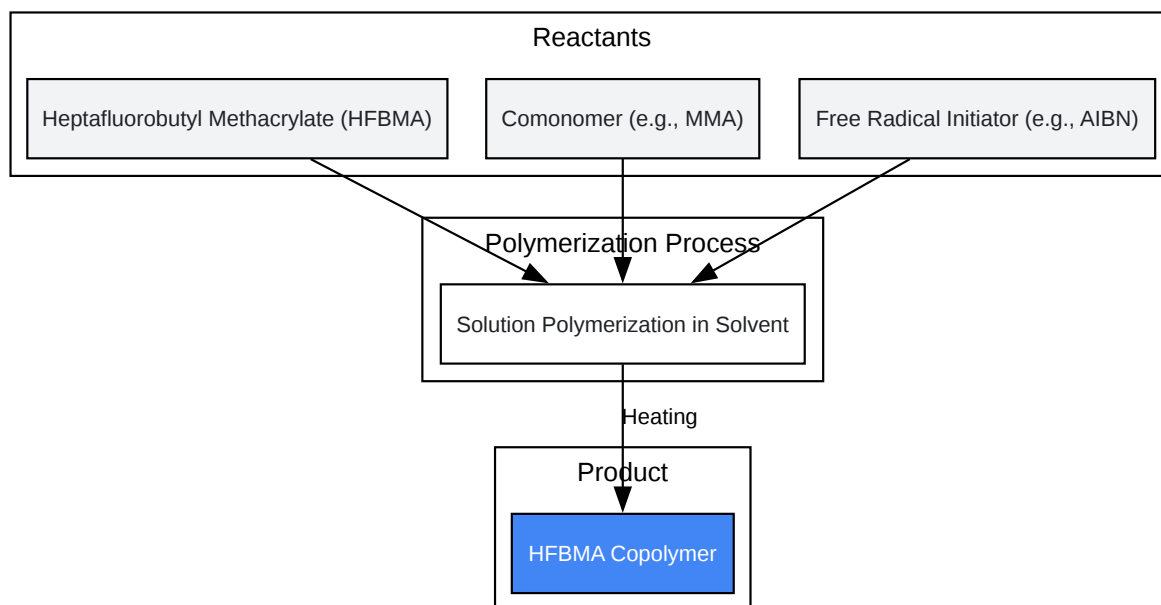 Reactants
Heptafluorobutyl Methacrylate (HFBMA)
Comonomer (e.g., MMA)
Free Radical Initiator (e.g., AIBN)
Polymerization Process
Solution Polymerization in Solvent
Heating
Product
HFBMA Copolymer